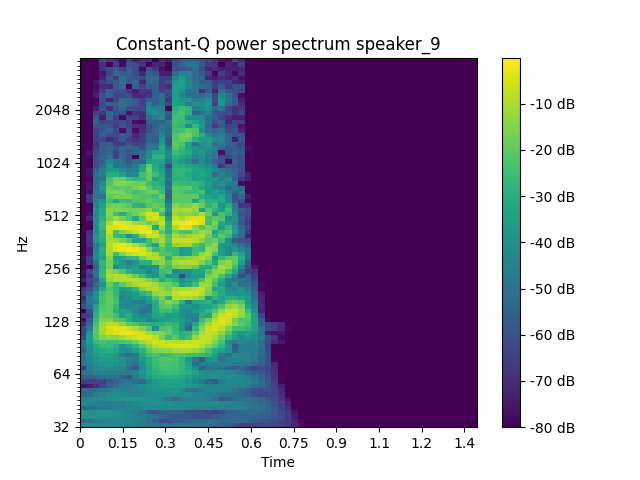 Constant-Q power spectrum speaker_9
Hz
2048
1024
512
256
128
64
32
0 0.15 0.3 0.45 0.6 0.75 0.9 1.1 1.2 1.4
Time
-10 dB
-20 dB
-30 dB
-40 dB
-50 dB
-60 dB
-70 dB
-80 dB